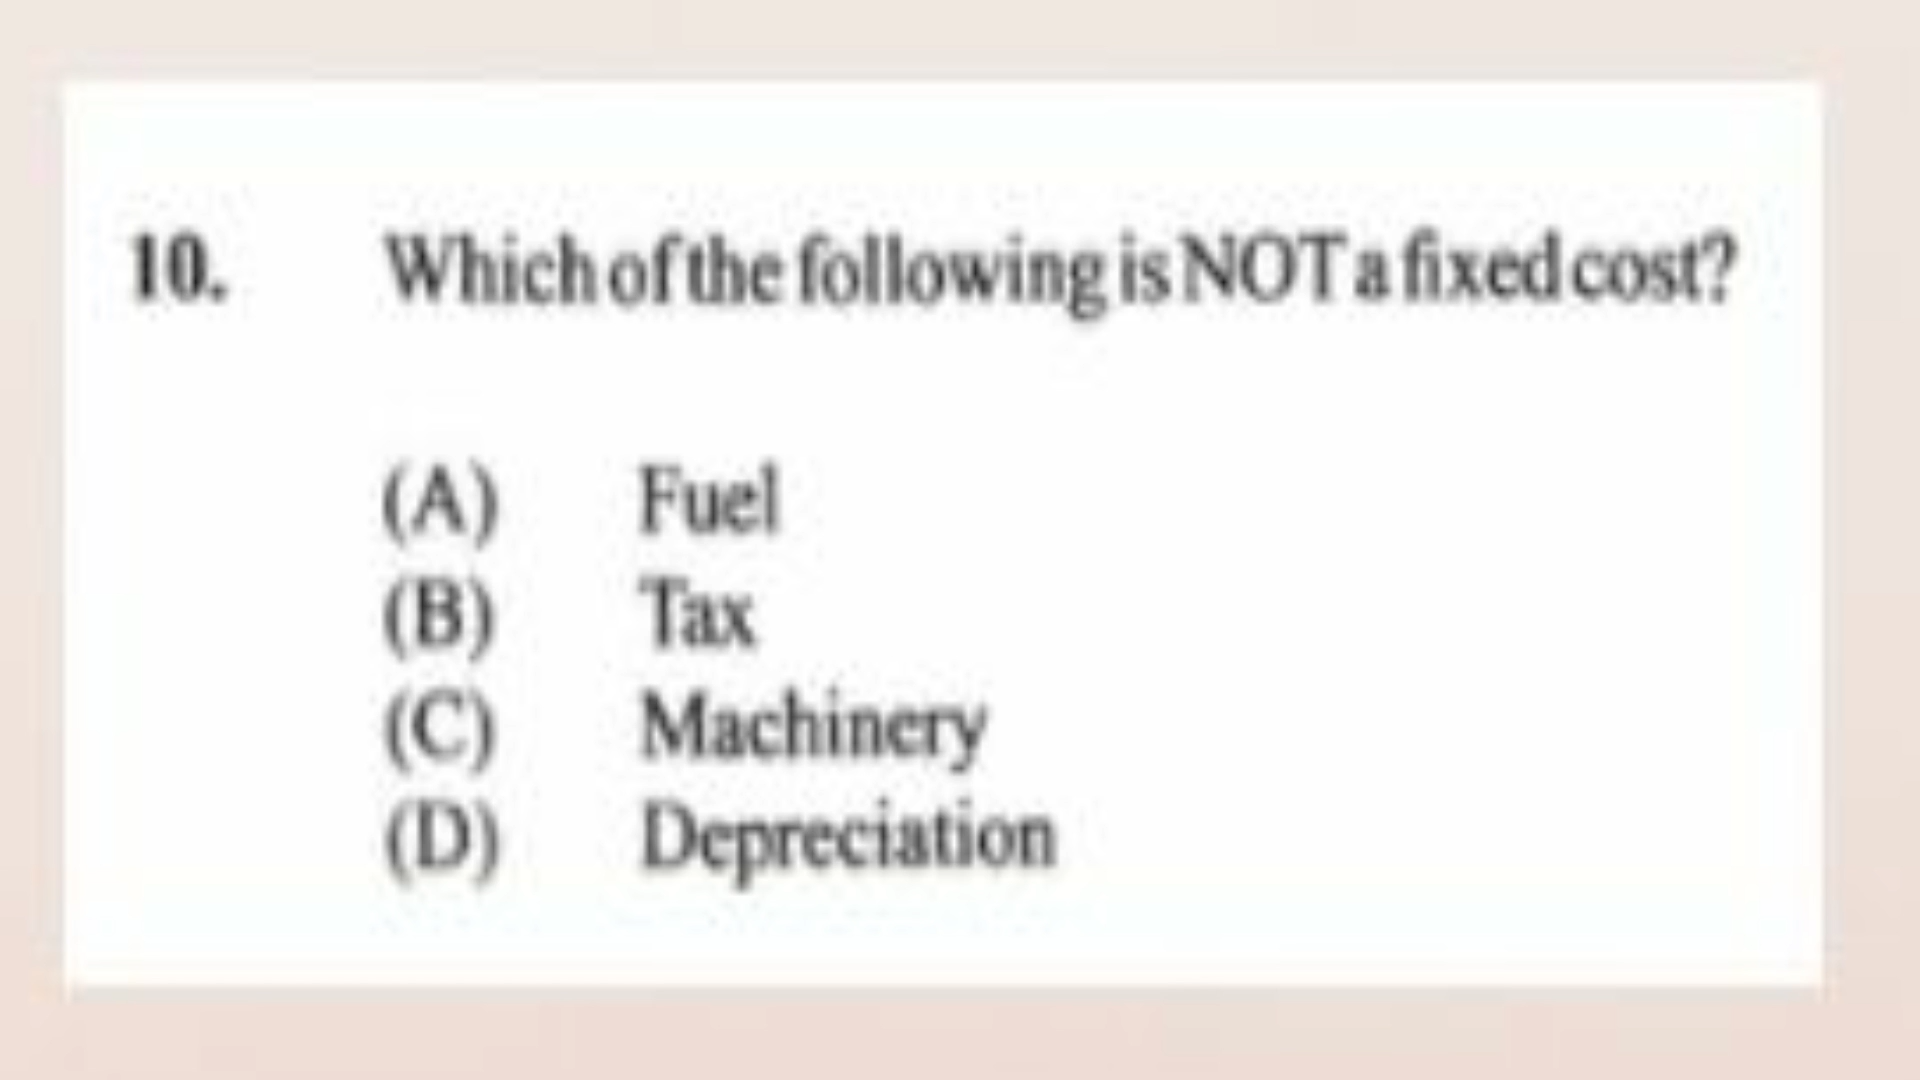 10. Which of the following is NOT a fixed cost?
(A) Fuel
(B) Tax
(C) Machinery
(D) Depreciation